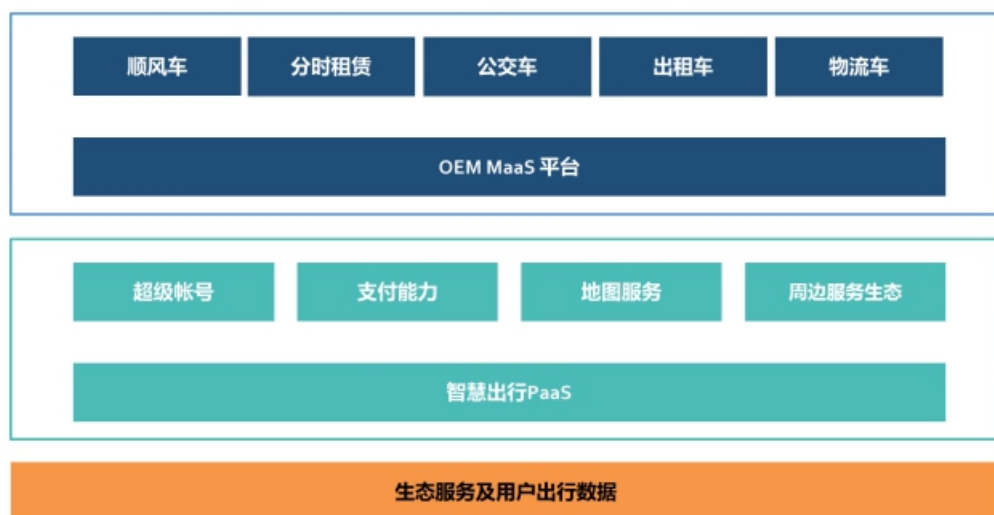 顺风车 分时租赁 公交车 出租车 物流车
OEM MaaS 平台
超级帐号 支付能力 地图服务 周边服务生态
智慧出行PaaS
生态服务及用户出行数据